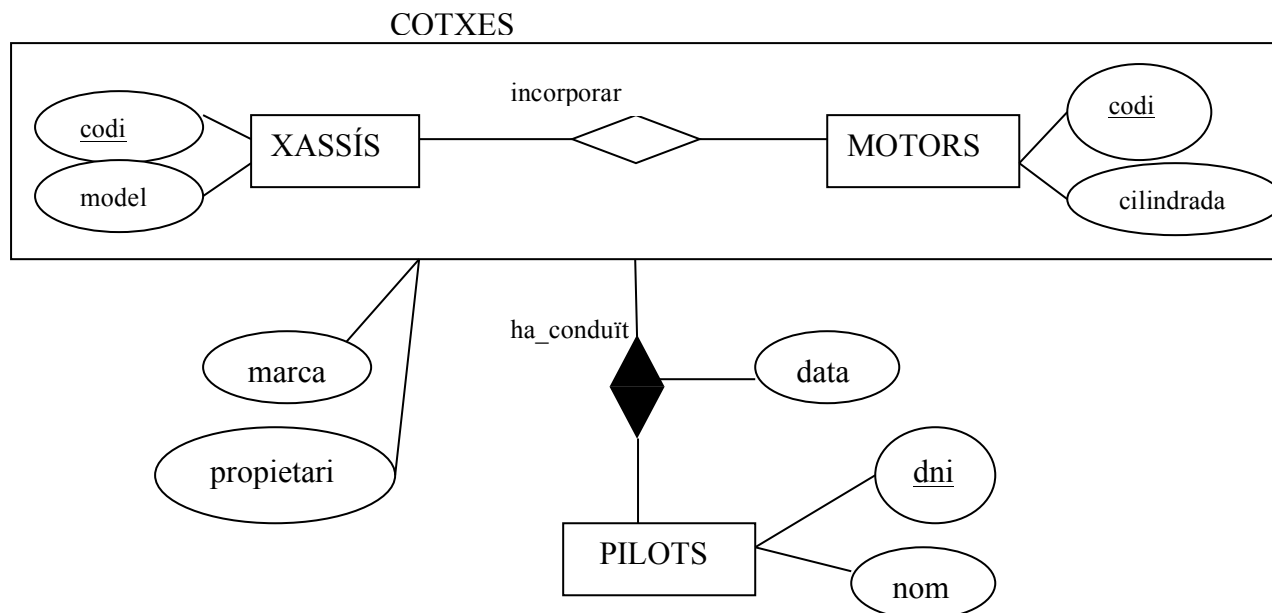 COTXES
incorporar
codi
XASSÍS
MOTORS
codi
model
cilindrada
ha_conduït
marca
data
propietari
dni
PILOTS
nom